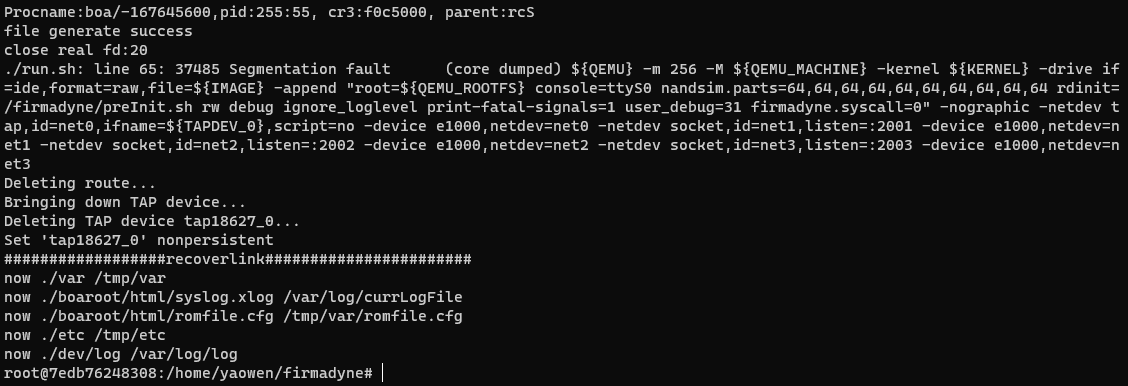 Procname:boa/-167645600,pid:255:55, cr3:f0c5000, parent:rcS
file generate success
close real fd:20
./run.sh: line 65: 37485 Segmentation fault      (core dumped) ${QEMU} -m 256 -M ${QEMU_MACHINE} -kernel ${KERNEL} -drive if
=ide,format=raw,file=${IMAGE} -append "root=${QEMU_ROOTFS} console=ttyS0 nandsim.parts=64,64,64,64,64,64,64,64,64,64 rdinit=
/firmadyne/preInit.sh rw debug ignore_loglevel print-fatal-signals=1 user_debug=31 firmadyne.syscall=0" -nographic -netdev t
ap,id=net0,ifname=${TAPDEV_0},script=no -device e1000,netdev=net0 -netdev socket,id=net1,listen=:2001 -device e1000,netdev=n
et1 -netdev socket,id=net2,listen=:2002 -device e1000,netdev=net2 -netdev socket,id=net3,listen=:2003 -device e1000,netdev=n
et3
Deleting route...
Bringing down TAP device...
Deleting TAP device tap18627_0...
Set 'tap18627_0' nonpersistent
##################recoverlink#######################
now ./var /tmp/var
now ./boaroot/html/syslog.xlog /var/log/currLogFile
now ./boaroot/html/romfile.cfg /tmp/var/romfile.cfg
now ./etc /tmp/etc
now ./dev/log /var/log/log
root@7edb76248308:/home/yaowen/firmadyne#